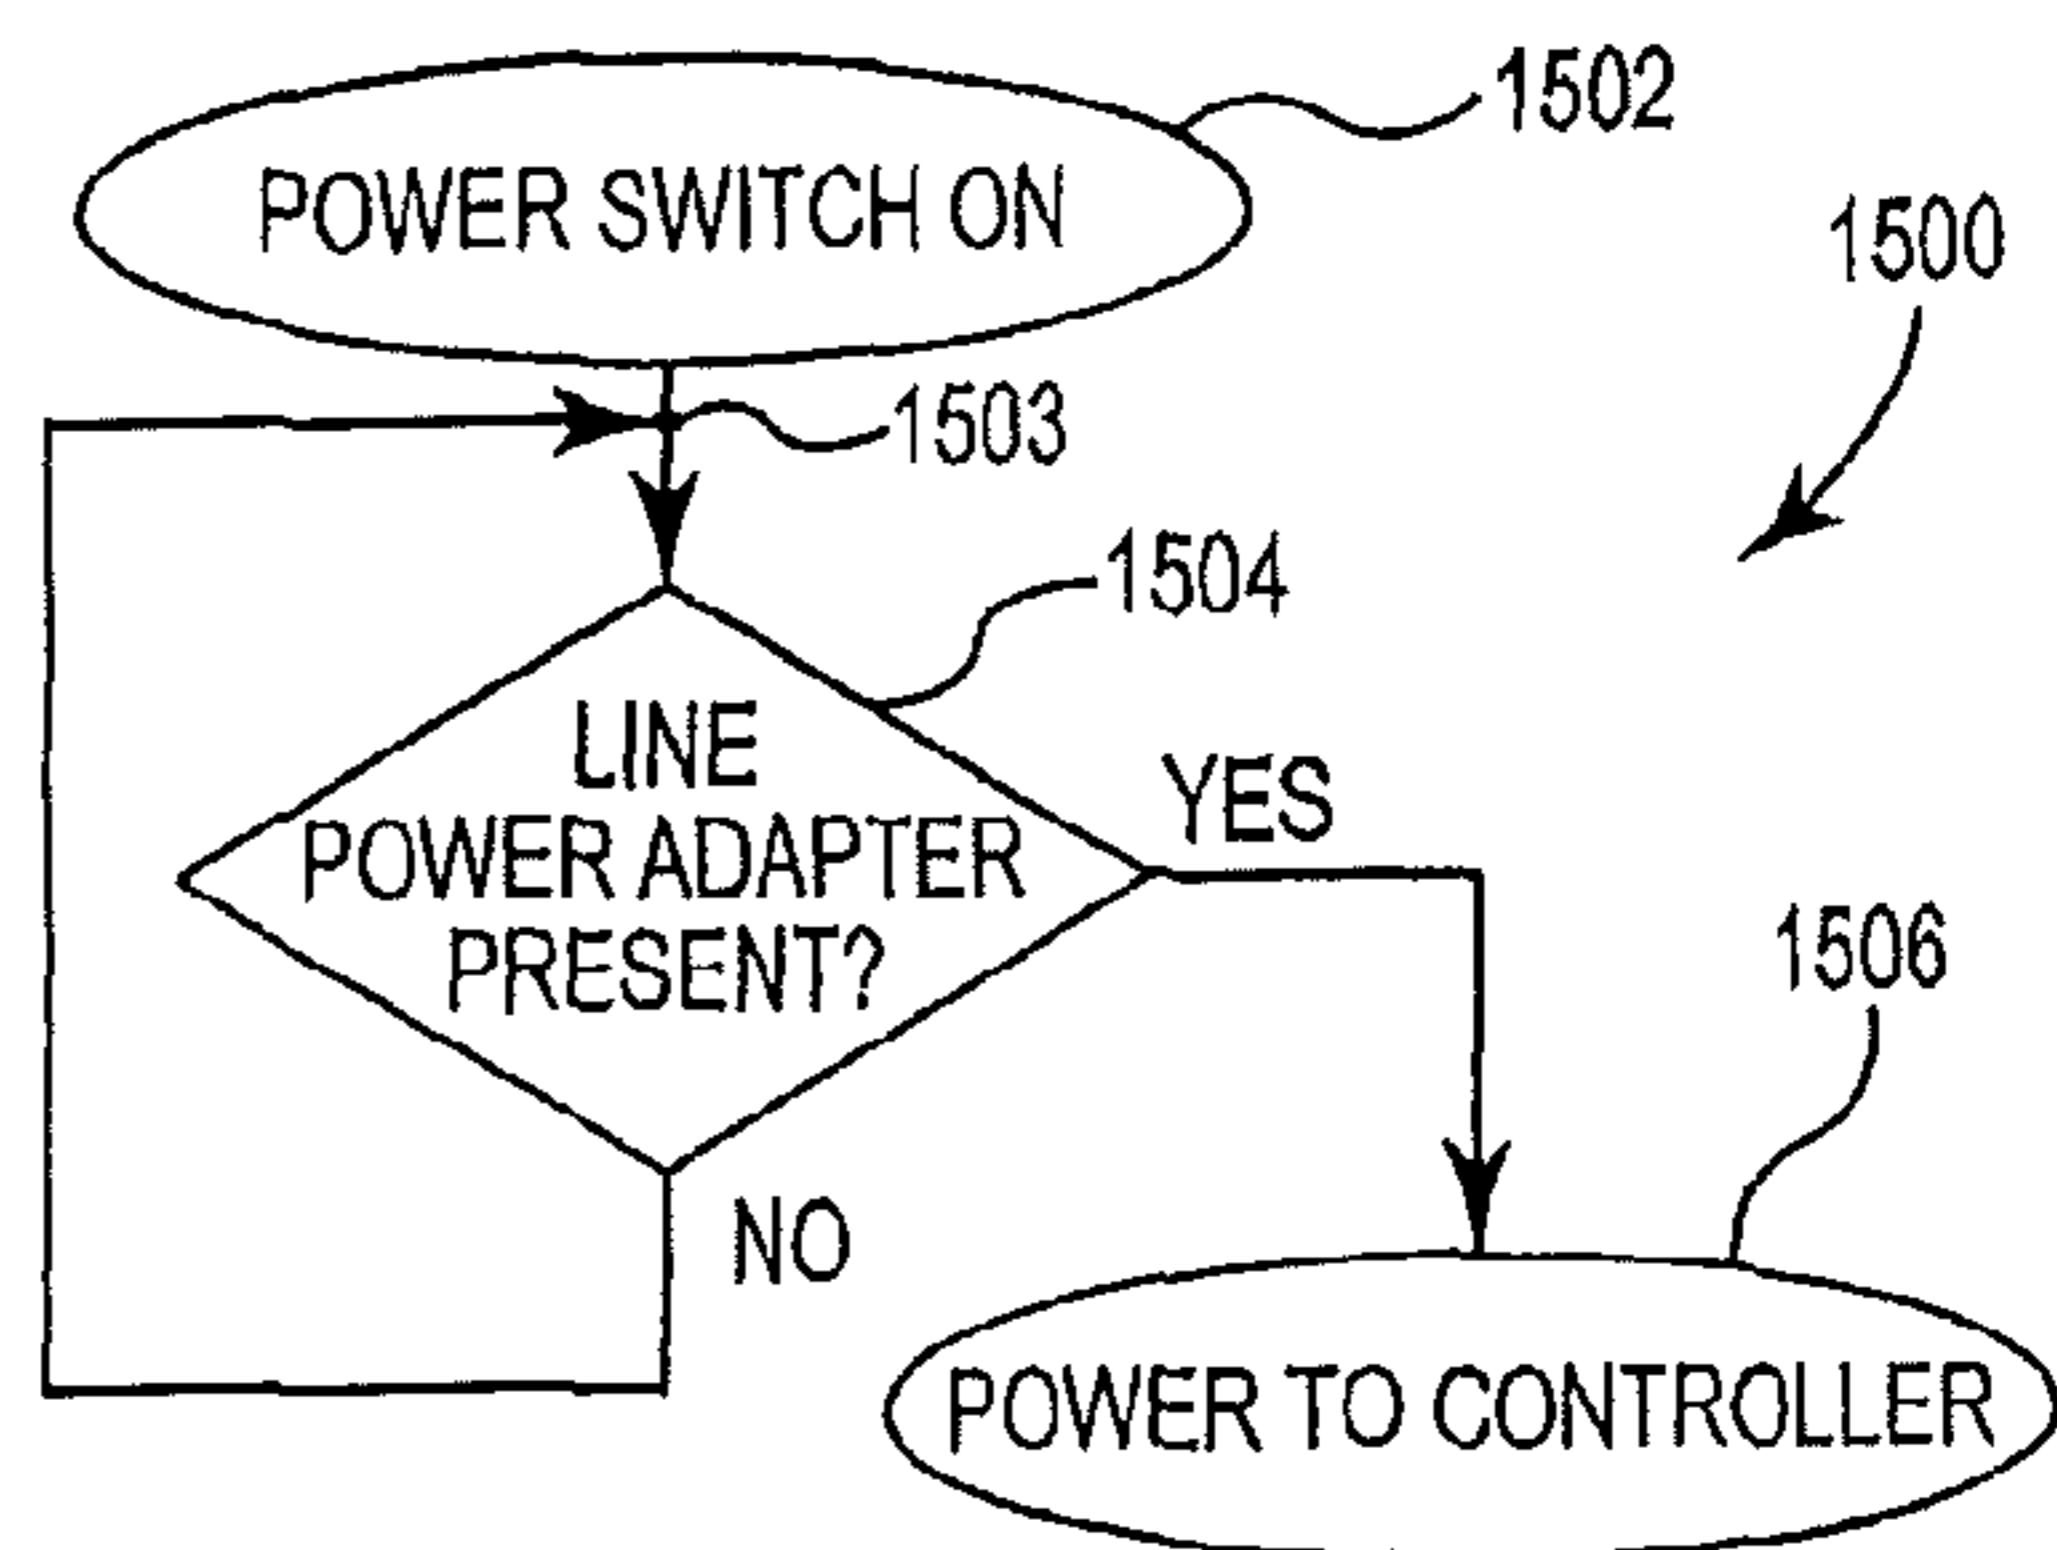 1502
POWER SWITCH ON
1500
1503
1504
LINE
POWER ADAPTER
PRESENT?
YES
1506
NO
POWER TO CONTROLLER